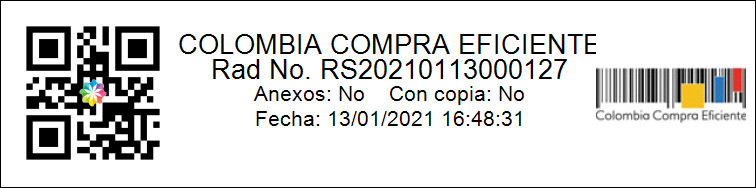 COLOMBIA COMPRA EFICIENTE
Rad No. RS20210113000127
Anexos: No    Con copia: No
Fecha: 13/01/2021 16:48:31
Colombia Compra Eficiente